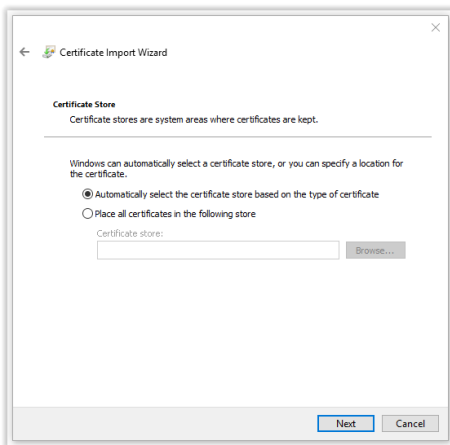 Certificate Import Wizard
Certificate Store
Certificate stores are system areas where certificates are kept.
Windows can automatically select a certificate store, or you can specify a location for
the certificate.
Automatically select the certificate store based on the type of certificate
Place all certificates in the following store
Certificate store:
Browse...
Next Cancel